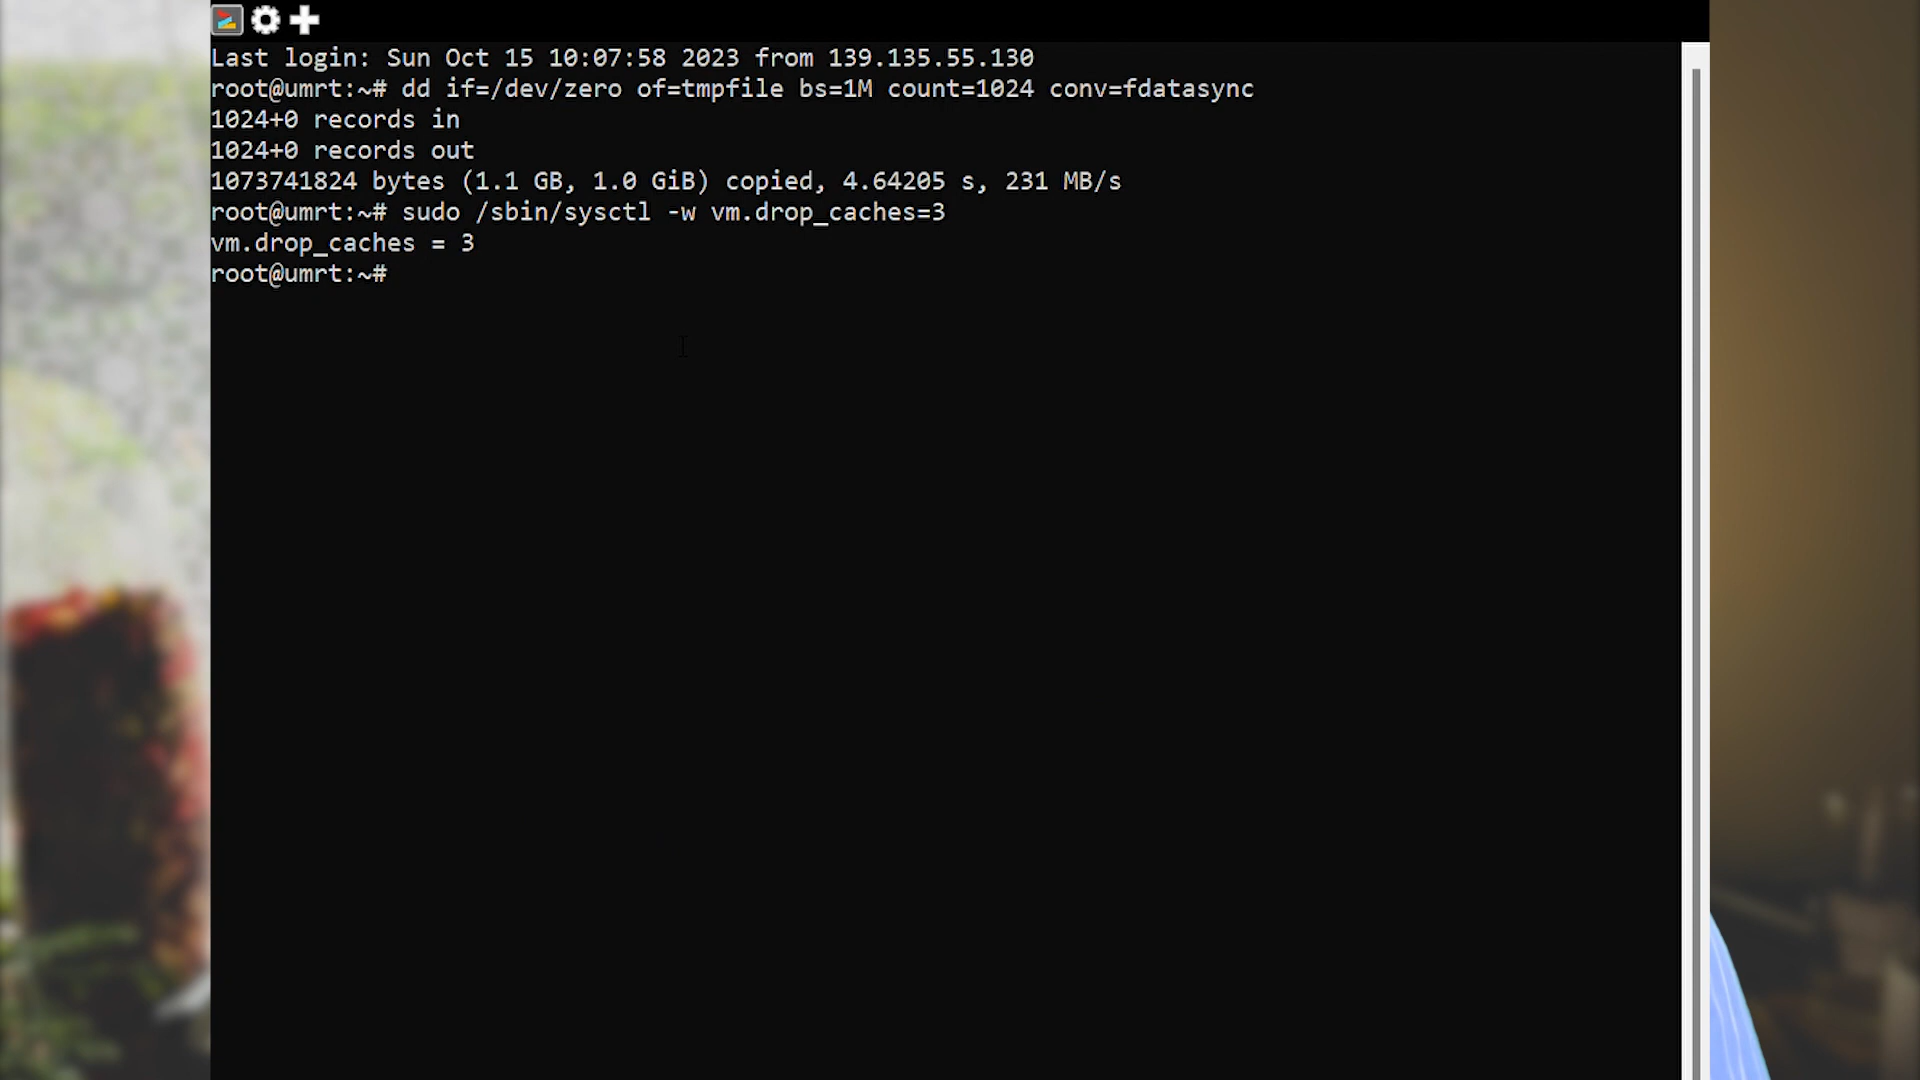 Last login: Sun Oct 15 10:07:58 2023 from 139.135.55.130
root@umrt:~# dd if=/dev/zero of=tmpfile bs=1M count=1024 conv=fdatasync
1024+0 records in
1024+0 records out
1073741824 bytes (1.1 GB, 1.0 GiB) copied, 4.64205 s, 231 MB/s
root@umrt:~# sudo /sbin/sysctl -w vm.drop_caches=3
vm.drop_caches = 3
root@umrt:~#